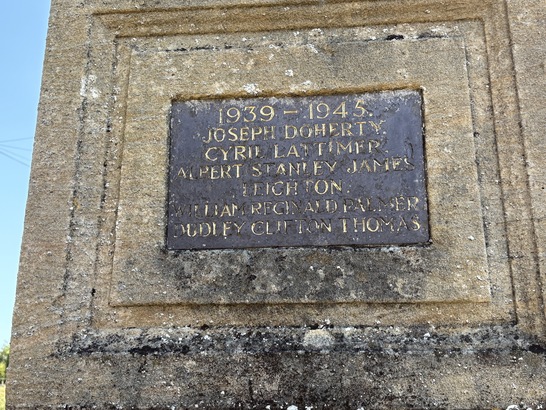 1939 – 1945.
JOSEPH DOHERTY.
CYRIL LATTIMER.
ALBERT STANLEY JAMES
LEIGHTON.
WILLIAM REGINALD PALMER
DUDLEY CLIFTON THOMAS